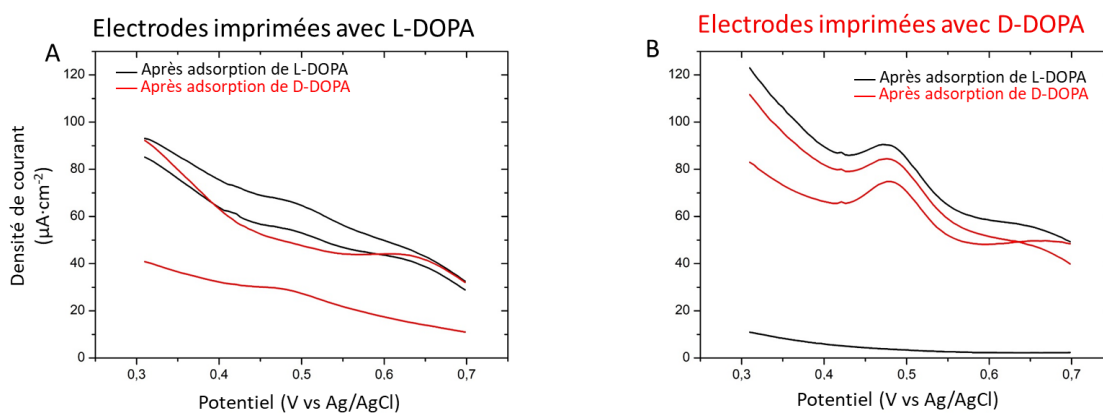 Electrodes imprimées avec L-DOPA
A
Après adsorption de L-DOPA
Après adsorption de D-DOPA
120
100
80
60
40
20
0
0,3 0,4 0,5 0,6 0,7
Densité de courant
(µA·cm-2)
Potentiel (V vs Ag/AgCl)
Electrodes imprimées avec D-DOPA
B
Après adsorption de L-DOPA
Après adsorption de D-DOPA
120
100
80
60
40
20
0
0,3 0,4 0,5 0,6 0,7
Potentiel (V vs Ag/AgCl)